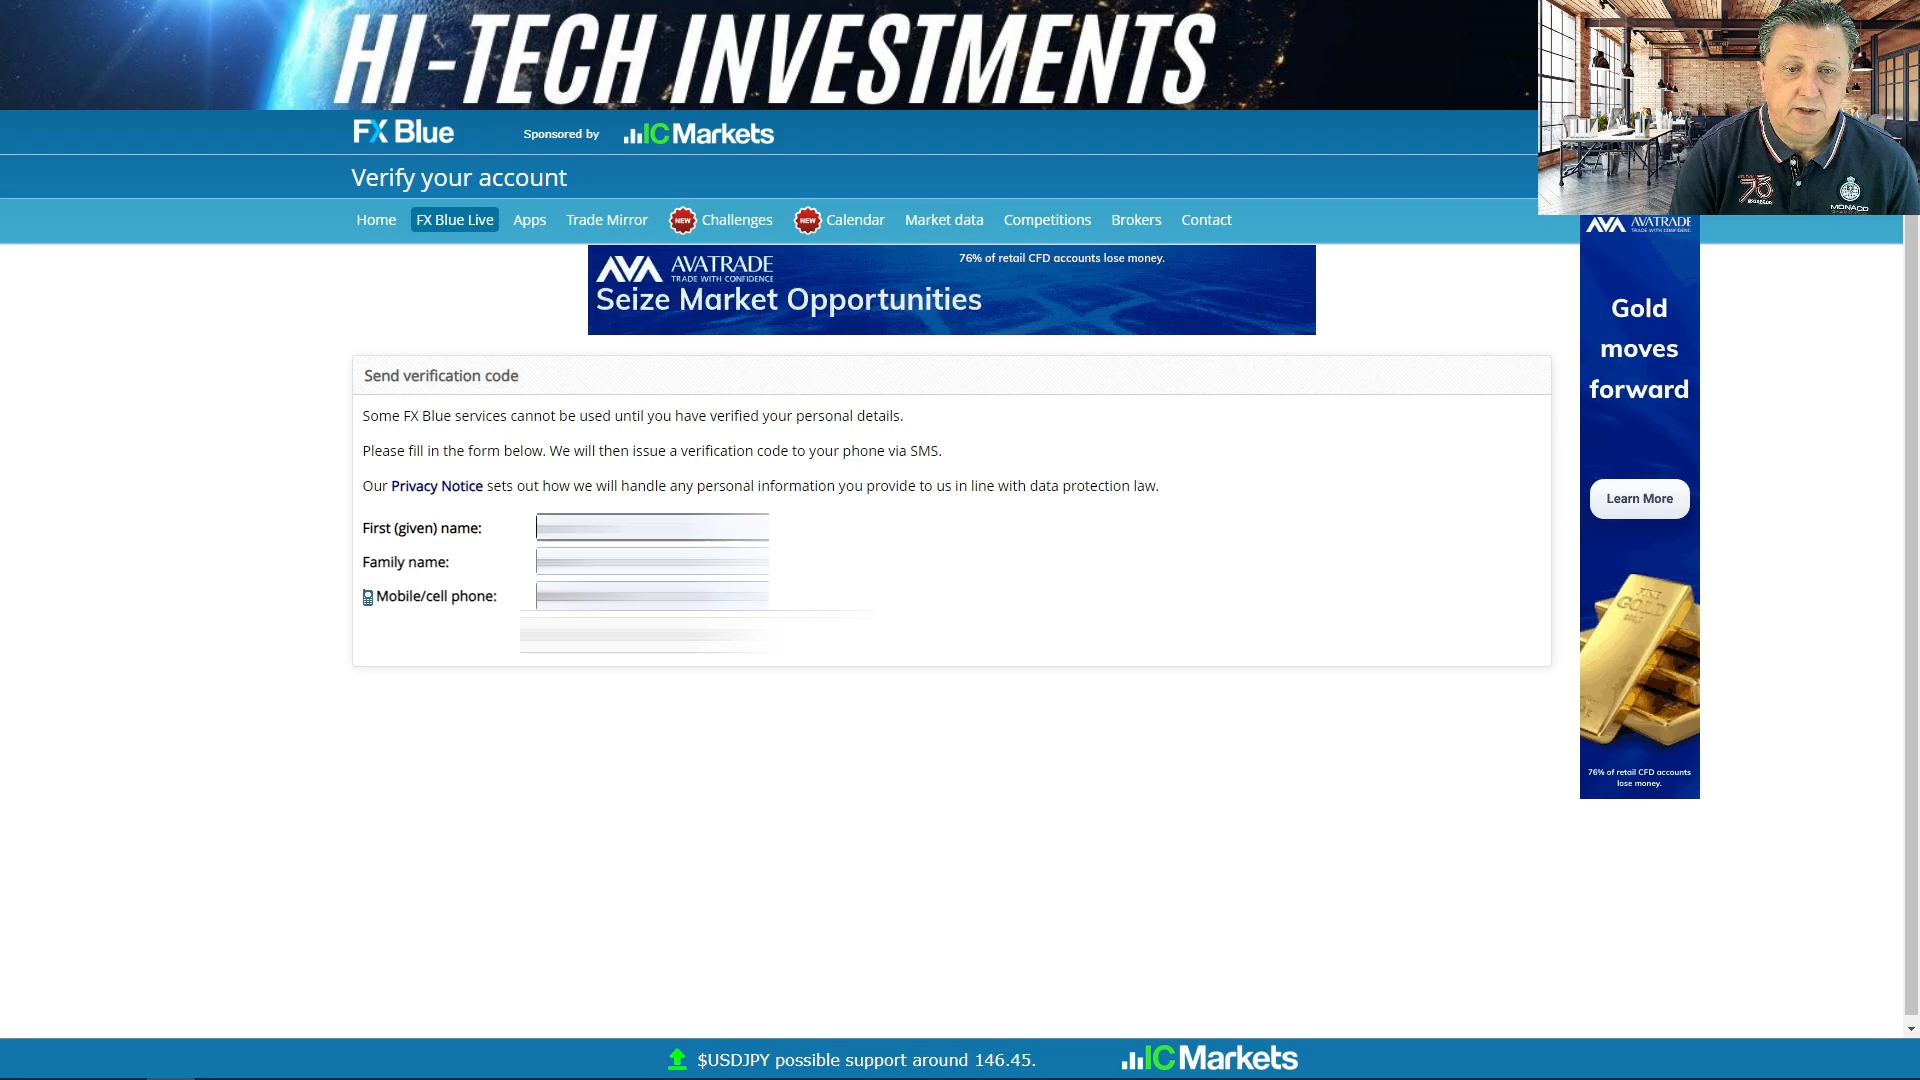 HI-TECH INVESTMENTS
FX Blue
Sponsored by
IC Markets
Verify your account
Home
FX Blue Live
Apps
Trade Mirror
NEW
Challenges
NEW
Calendar
Market data
Competitions
Brokers
Contact
AVA AVATRADE
TRADE WITH CONFIDENCE
76% of retail CFD accounts lose money.
Seize Market Opportunities
Send verification code
Some FX Blue services cannot be used until you have verified your personal details.
Please fill in the form below. We will then issue a verification code to your phone via SMS.
Our Privacy Notice sets out how we will handle any personal information you provide to us in line with data protection law.
First (given) name:
Family name:
Mobile/cell phone:
73
MONACO
AVA AVATRADE
Gold
moves
forward
Learn More
GOLD
76% of retail CFD accounts
lose money.
$USDJPY possible support around 146.45.
IC Markets